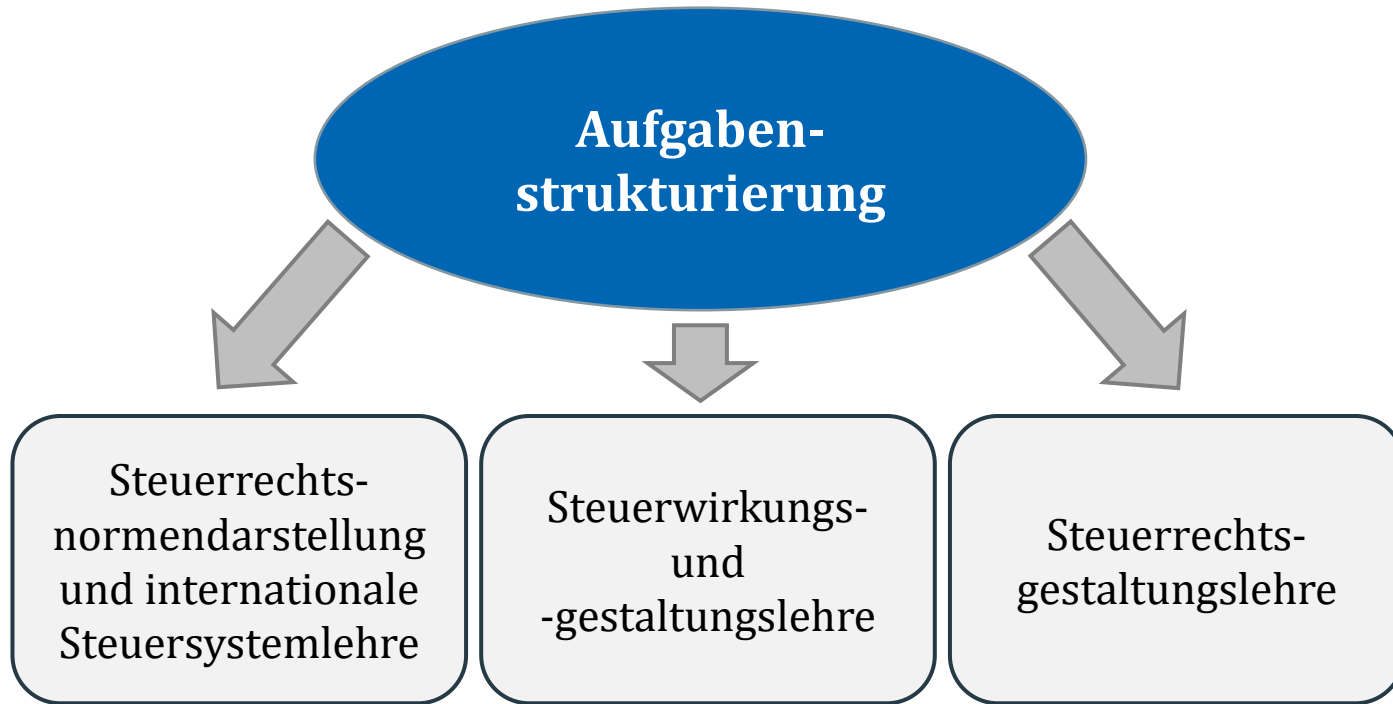 Aufgaben-
strukturierung
Steuerrechts-
normendarstellung
und internationale
Steuersystemlehre
Steuerwirkungs-
und
-gestaltungslehre
Steuerrechts-
gestaltungslehre